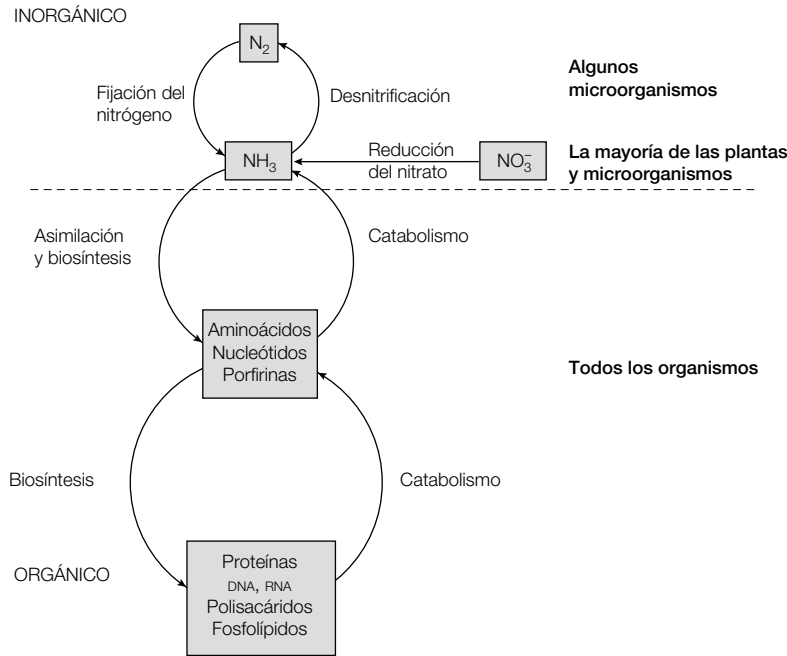 INORGÁNICO
N₂
Algunos
microorganismos
Fijación del
nitrógeno
Desnitrificación
NH₃
Reducción
del nitrato
NO₃⁻
La mayoría de las plantas
y microorganismos
Asimilación
y biosíntesis
Catabolismo
Aminoácidos
Nucleótidos
Porfirinas
Todos los organismos
Biosíntesis
Catabolismo
ORGÁNICO
Proteínas
DNA, RNA
Polisacáridos
Fosfolípidos